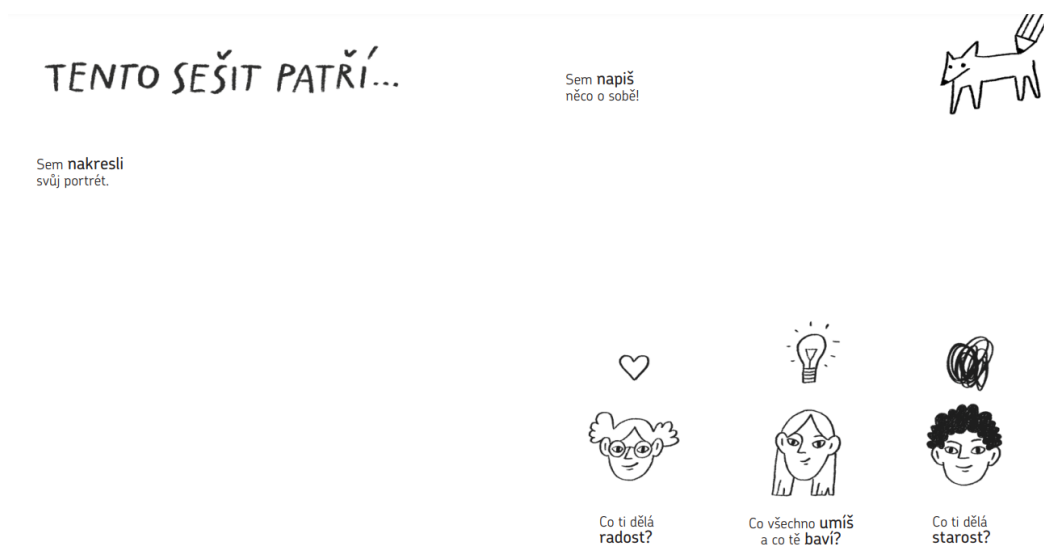 TENTO SEŠIT PATŘÍ...
Sem nakresli
svůj portrét.
Sem napiš
něco o sobě!
Co ti dělá
radost?
Co všechno umíš
a co tě baví?
Co ti dělá
starost?